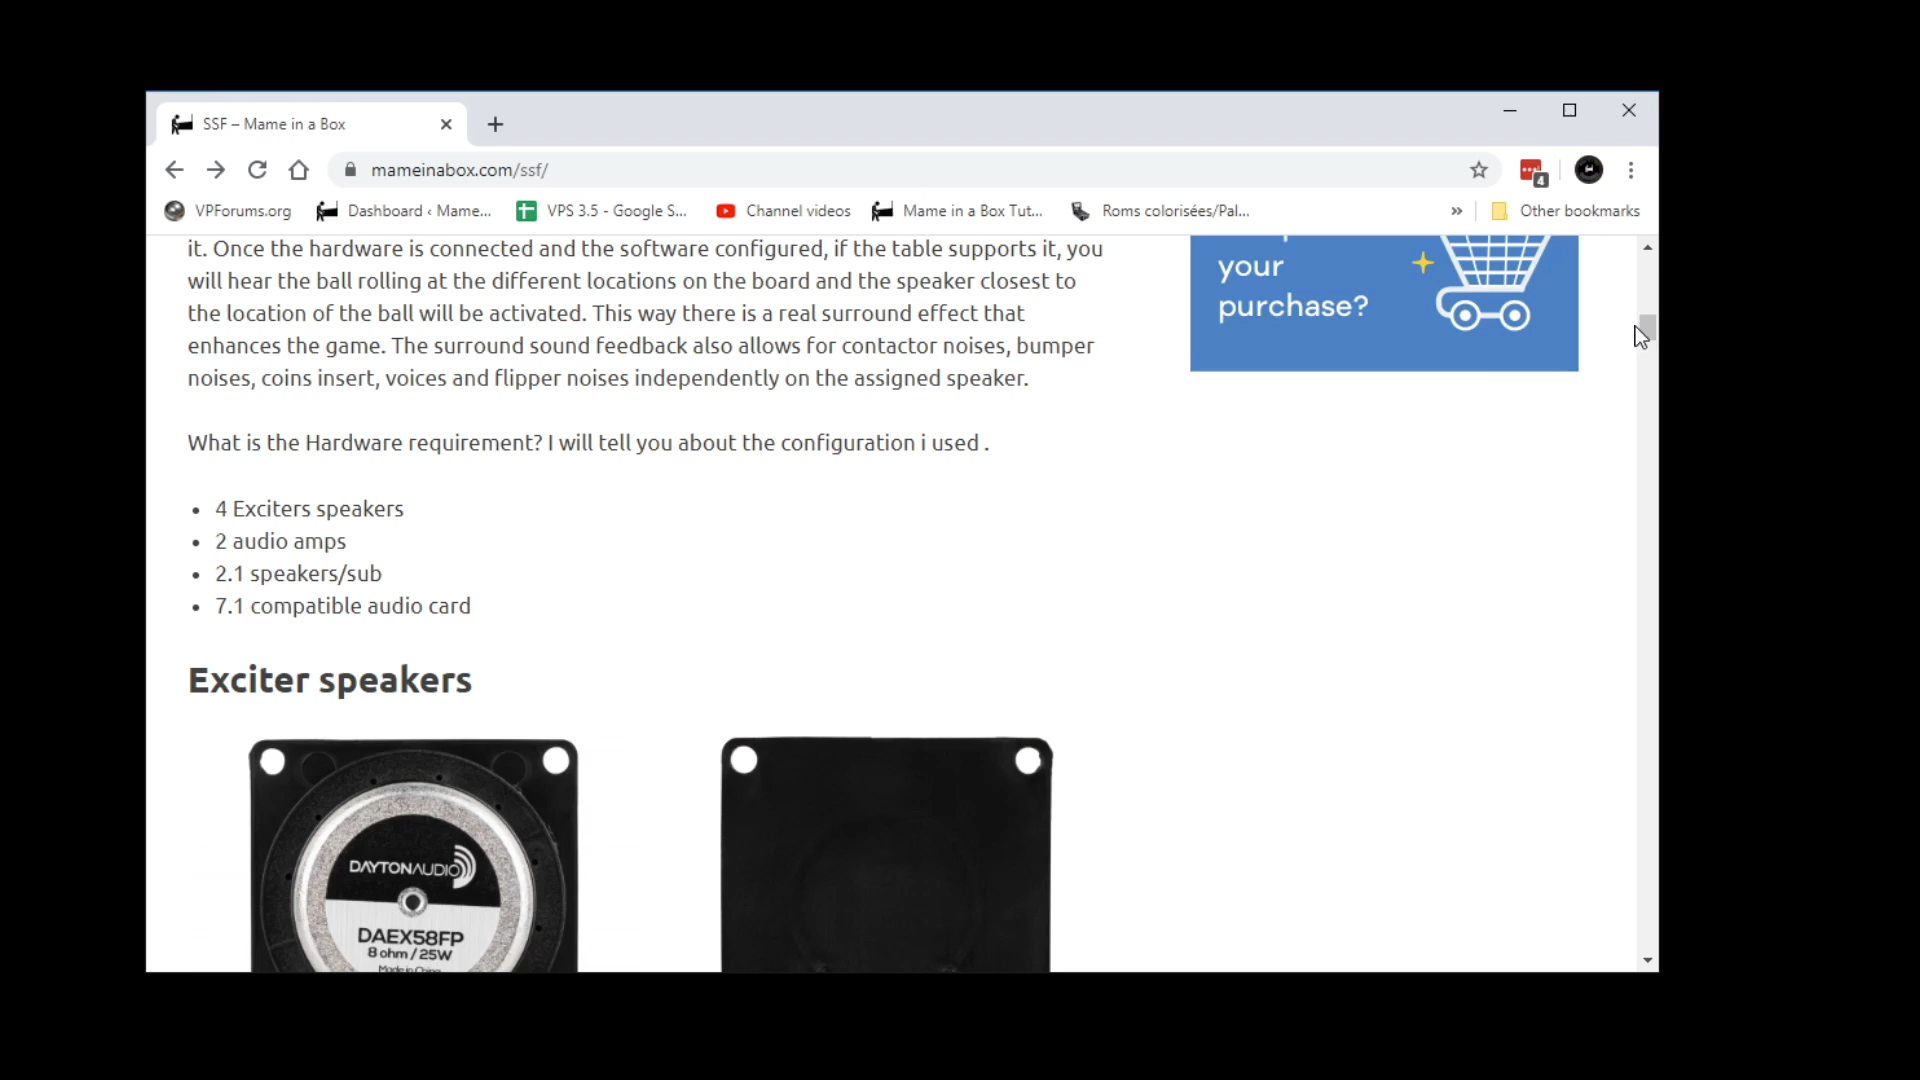 SSF – Mame in a Box
mameinabox.com/ssf/
4
VPForums.org
Dashboard ‹ Mame...
VPS 3.5 - Google S...
Channel videos
Mame in a Box Tut...
Roms colorisées/Pal...
»
Other bookmarks
it. Once the hardware is connected and the software configured, if the table supports it, you
will hear the ball rolling at the different locations on the board and the speaker closest to
the location of the ball will be activated. This way there is a real surround effect that
enhances the game. The surround sound feedback also allows for contactor noises, bumper
noises, coins insert, voices and flipper noises independently on the assigned speaker.
your
purchase?
What is the Hardware requirement? I will tell you about the configuration i used .
• 4 Exciters speakers
• 2 audio amps
• 2.1 speakers/sub
• 7.1 compatible audio card
Exciter speakers
DAYTONAUDIO
DAEX58FP
8 ohm / 25W
Made in China